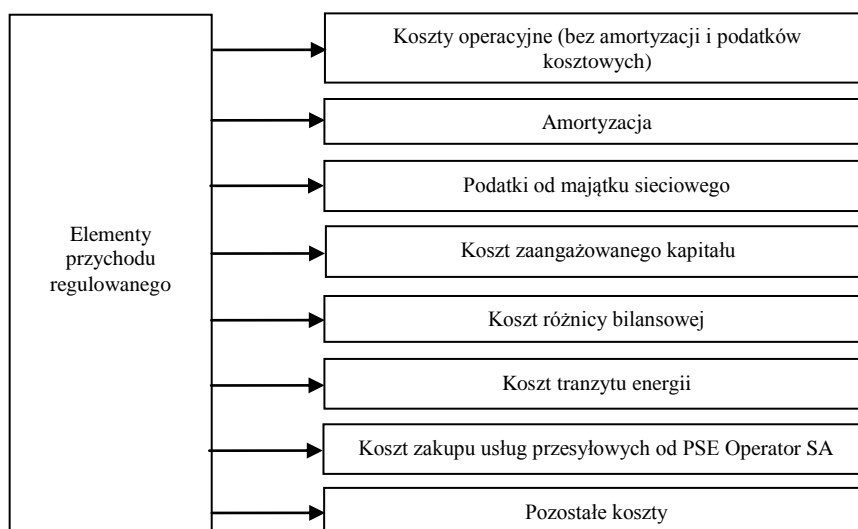 Elementy
przychodu
regulowanego
Koszty operacyjne (bez amortyzacji i podatków
kosztowych)
Amortyzacja
Podatki od majątku sieciowego
Koszt zaangażowanego kapitału
Koszt różnicy bilansowej
Koszt tranzytu energii
Koszt zakupu usług przesyłowych od PSE Operator SA
Pozostałe koszty